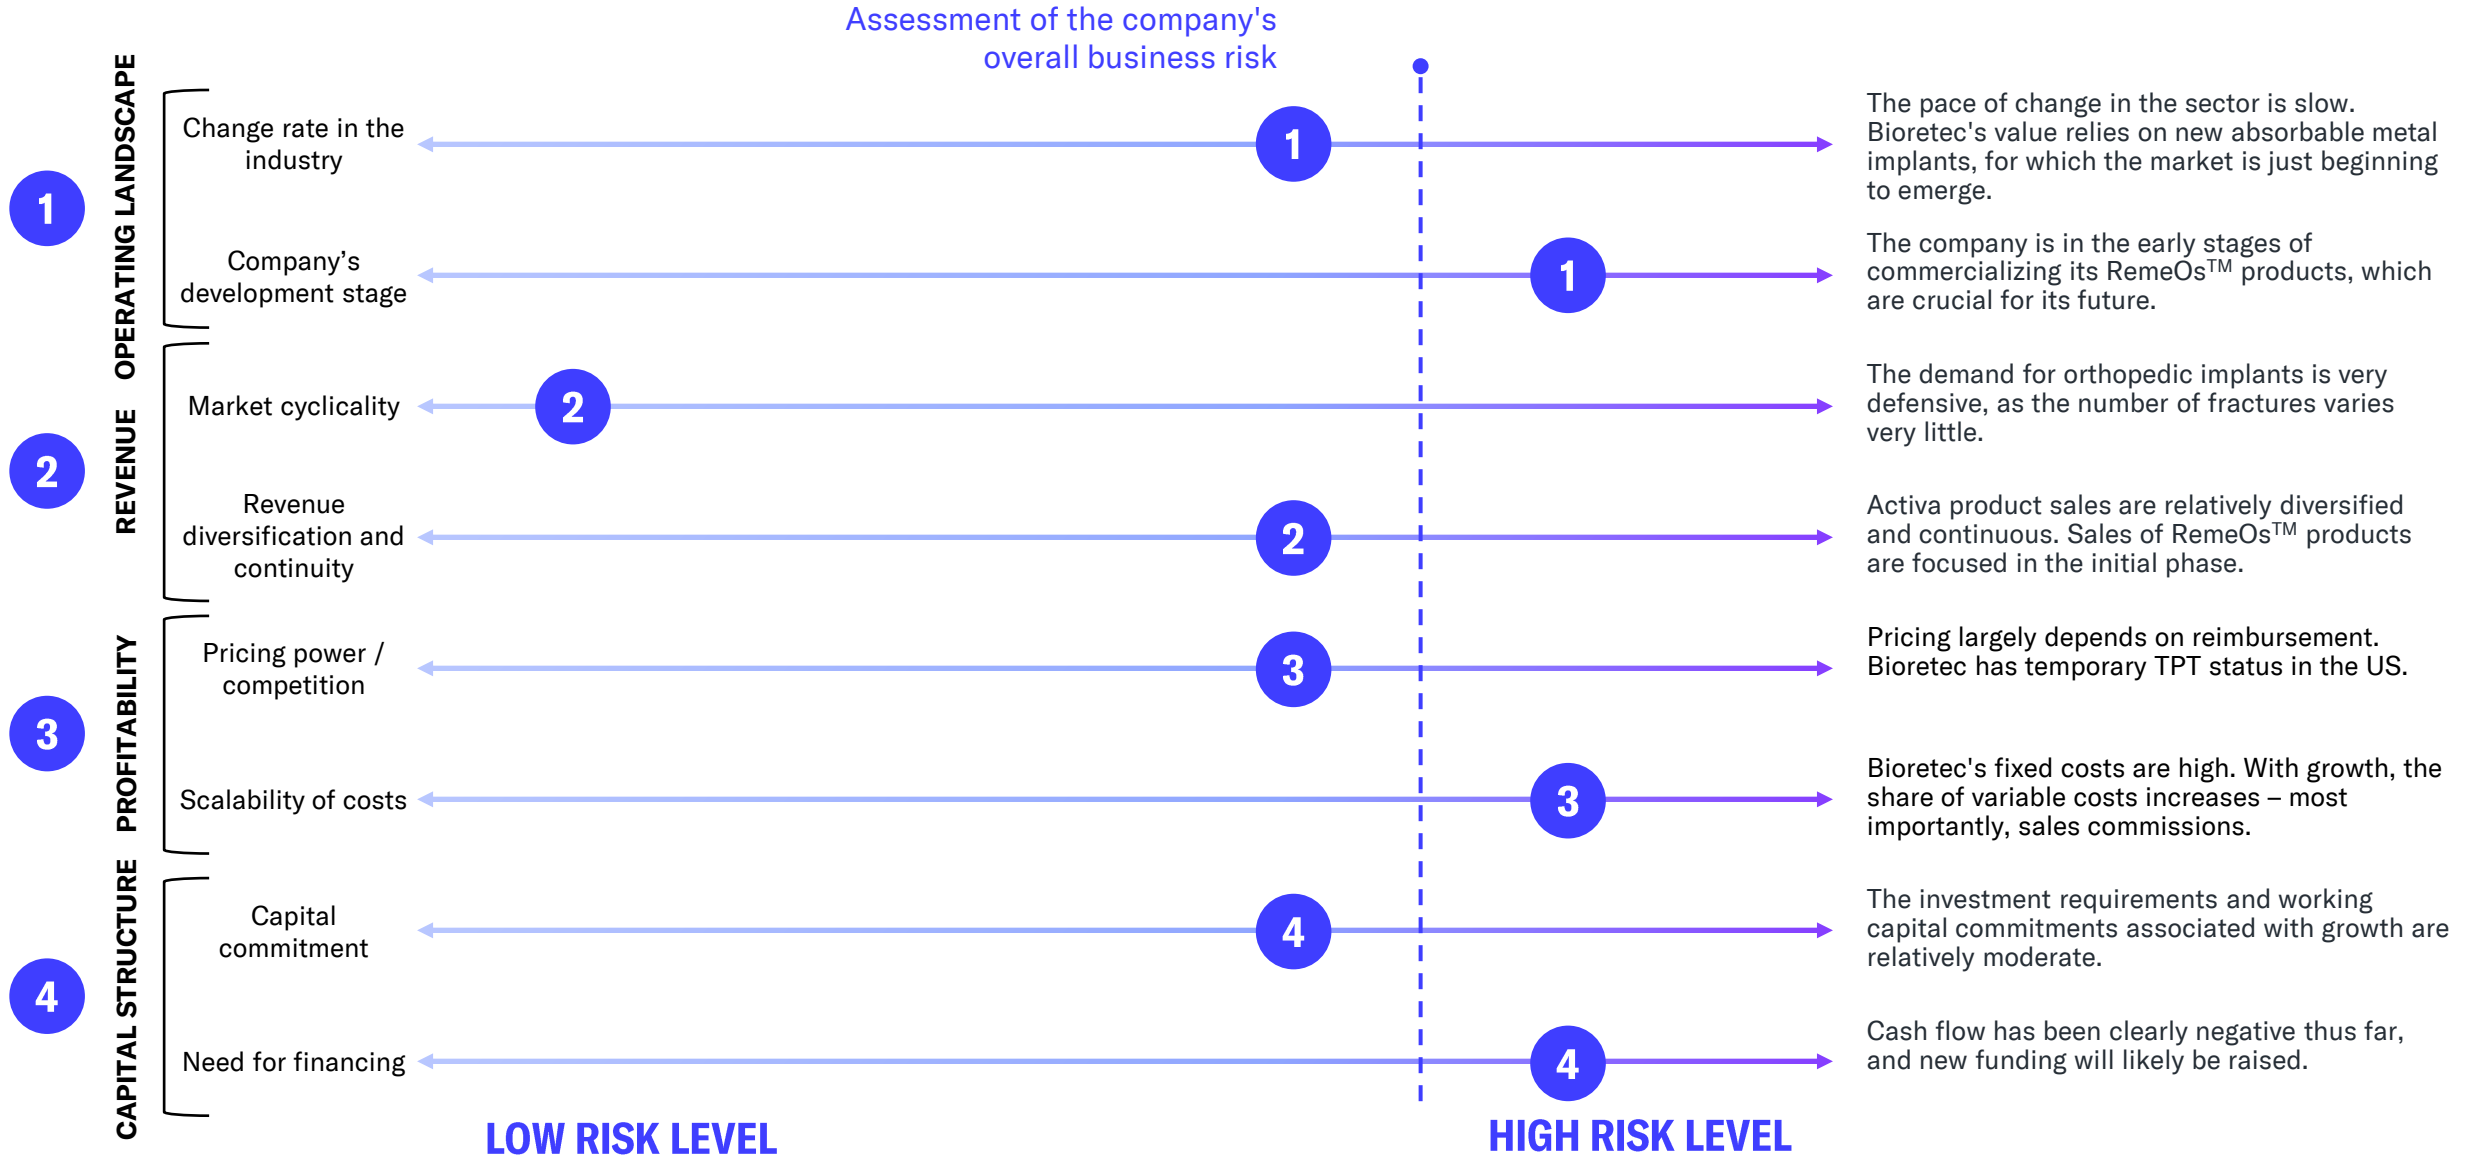 Assessment of the company's
overall business risk
1
OPERATING LANDSCAPE
Change rate in the
industry
1
The pace of change in the sector is slow.
Bioretec's value relies on new absorbable metal
implants, for which the market is just beginning
to emerge.
Company’s
development stage
1
The company is in the early stages of
commercializing its RemeOs™ products, which
are crucial for its future.
2
REVENUE
Market cyclicality
2
The demand for orthopedic implants is very
defensive, as the number of fractures varies
very little.
Revenue
diversification and
continuity
2
Activa product sales are relatively diversified
and continuous. Sales of RemeOs™ products
are focused in the initial phase.
3
PROFITABILITY
Pricing power /
competition
3
Pricing largely depends on reimbursement.
Bioretec has temporary TPT status in the US.
Scalability of costs
3
Bioretec's fixed costs are high. With growth, the
share of variable costs increases – most
importantly, sales commissions.
4
CAPITAL STRUCTURE
Capital
commitment
4
The investment requirements and working
capital commitments associated with growth are
relatively moderate.
Need for financing
4
Cash flow has been clearly negative thus far,
and new funding will likely be raised.
LOW RISK LEVEL
HIGH RISK LEVEL